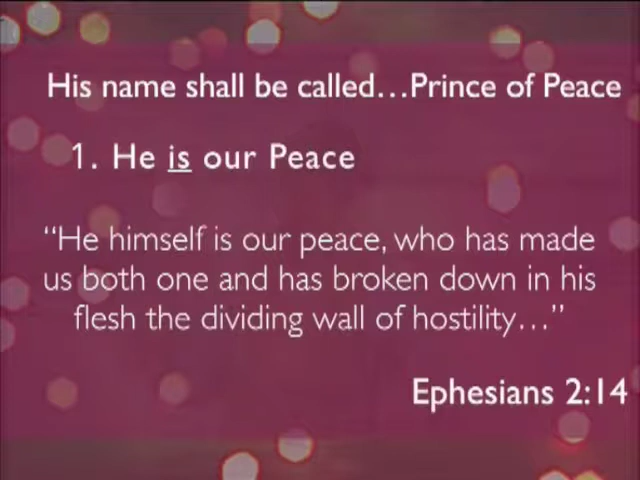 His name shall be called…Prince of Peace
1. He is our Peace
“He himself is our peace, who has made
us both one and has broken down in his
flesh the dividing wall of hostility…”
Ephesians 2:14